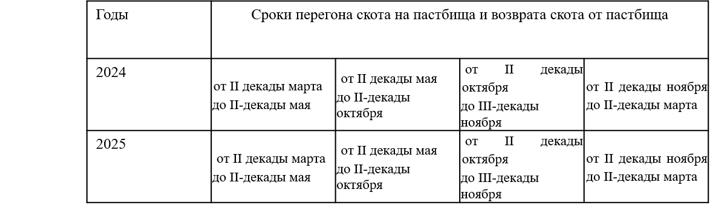 Годы
Сроки перегона скота на пастбища и возврата скота от пастбища
2024
от II декады марта
до II-декады мая
от II декады мая
до II-декады
октября
от II декады
октября
до III-декады
ноября
от II декады ноября
до II-декады марта
2025
от II декады марта
до II-декады мая
от II декады мая
до II-декады
октября
от II декады
октября
до III-декады
ноября
от II декады ноября
до II-декады марта